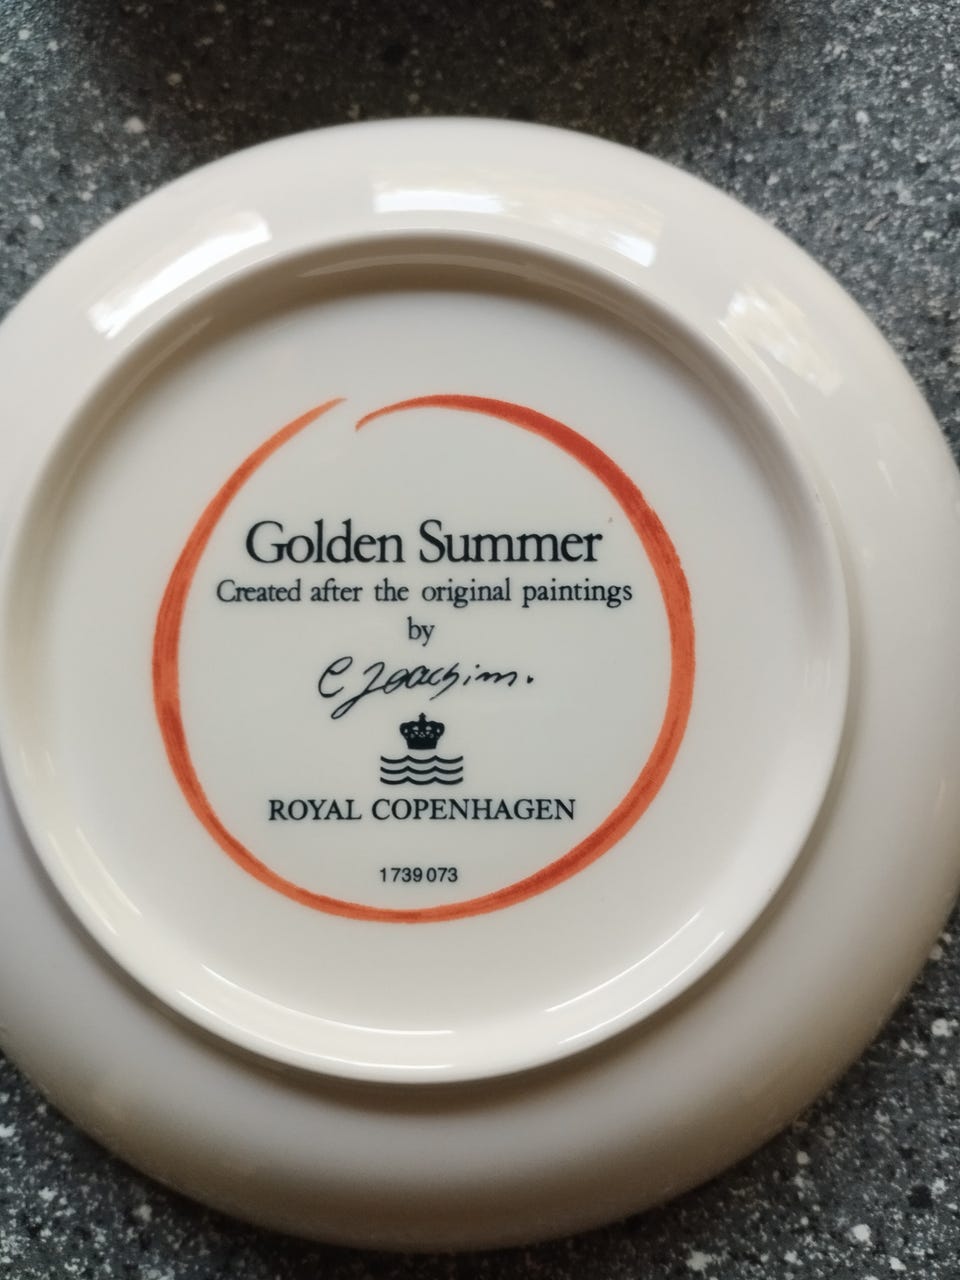 Golden Summer
Created after the original paintings
by
C Joachim.
ROYAL COPENHAGEN
1739073